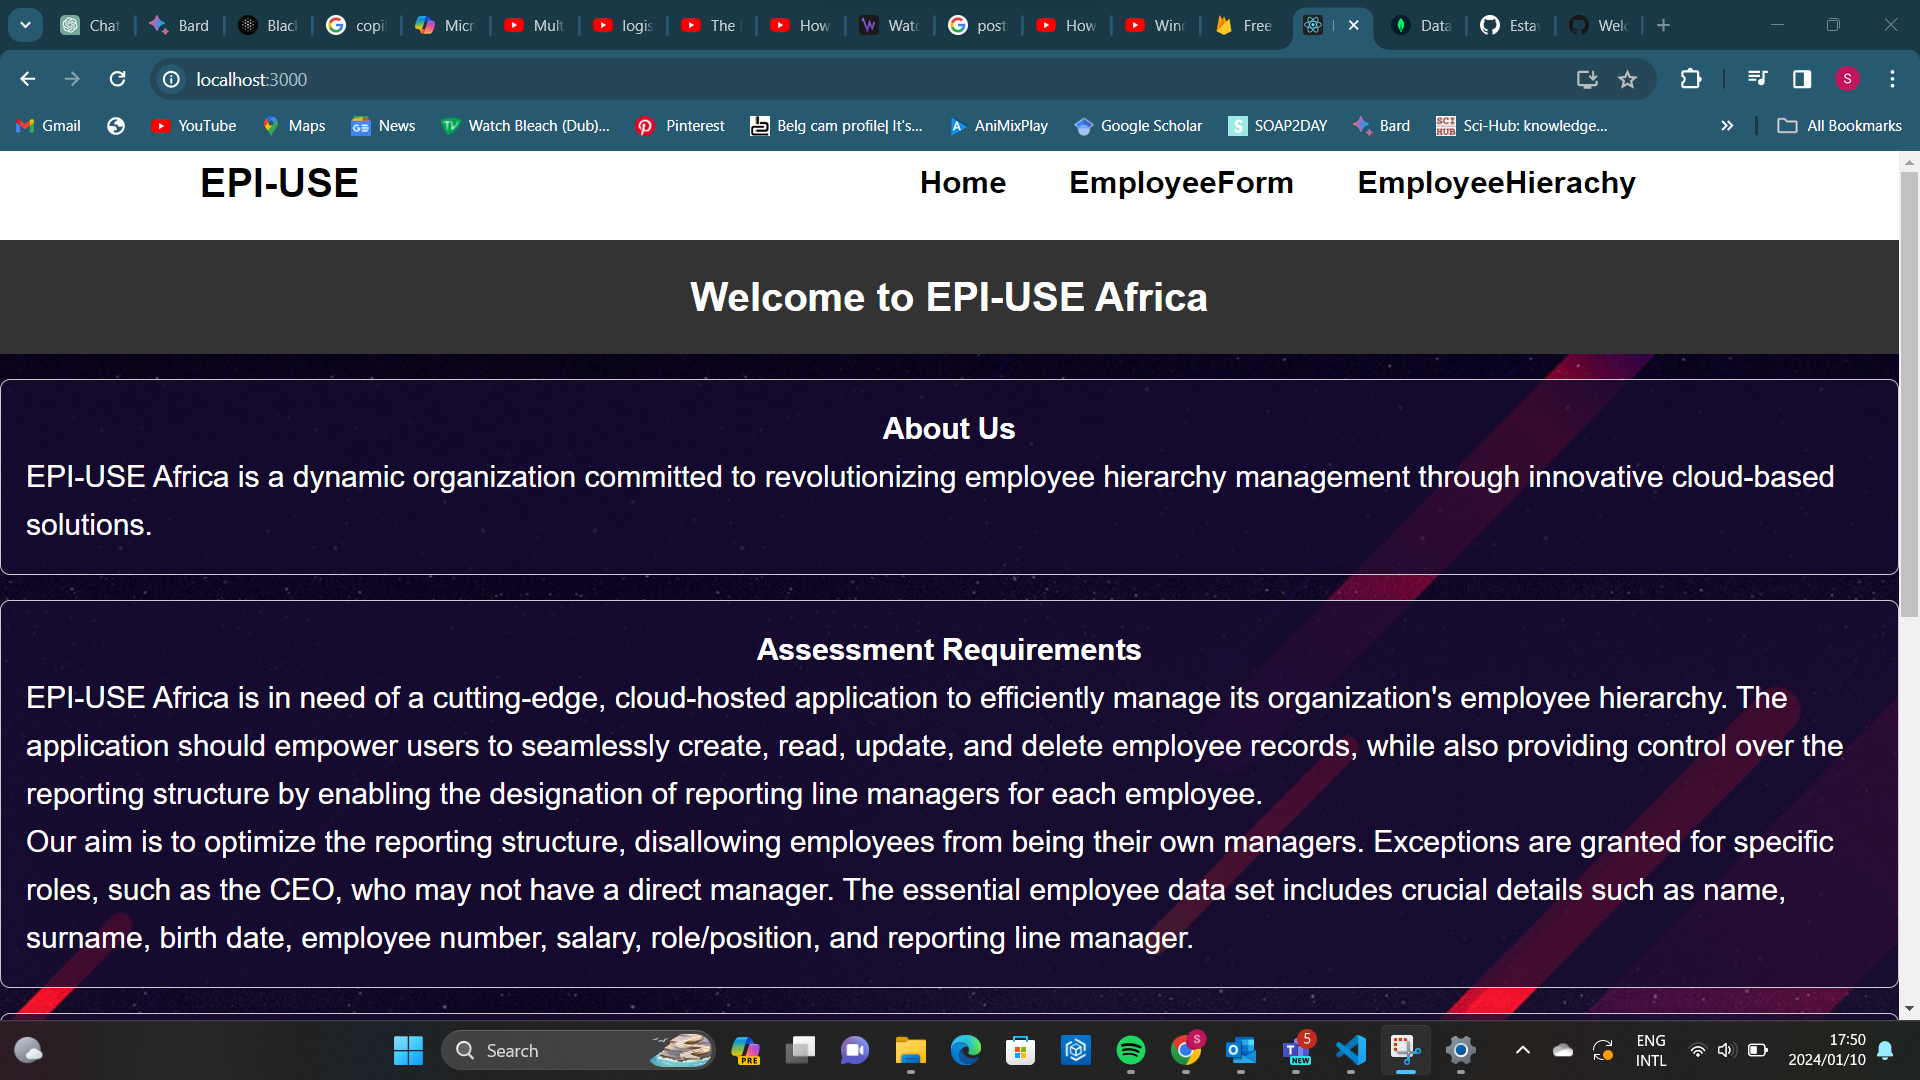 Chat Bard Black copi Micr Mult logis The How Watc post How Winc Free Data Esta Welc
localhost:3000
Gmail YouTube Maps News Watch Bleach (Dub)... Pinterest Belg cam profile| It's... AniMixPlay Google Scholar SOAP2DAY Bard Sci-Hub: knowledge... All Bookmarks
EPI-USE Home EmployeeForm EmployeeHierachy
Welcome to EPI-USE Africa
About Us
EPI-USE Africa is a dynamic organization committed to revolutionizing employee hierarchy management through innovative cloud-based
solutions.
Assessment Requirements
EPI-USE Africa is in need of a cutting-edge, cloud-hosted application to efficiently manage its organization's employee hierarchy. The
application should empower users to seamlessly create, read, update, and delete employee records, while also providing control over the
reporting structure by enabling the designation of reporting line managers for each employee.
Our aim is to optimize the reporting structure, disallowing employees from being their own managers. Exceptions are granted for specific
roles, such as the CEO, who may not have a direct manager. The essential employee data set includes crucial details such as name,
surname, birth date, employee number, salary, role/position, and reporting line manager.
Search PRE S 5 NEW ENG 17:50
INTL 2024/01/10